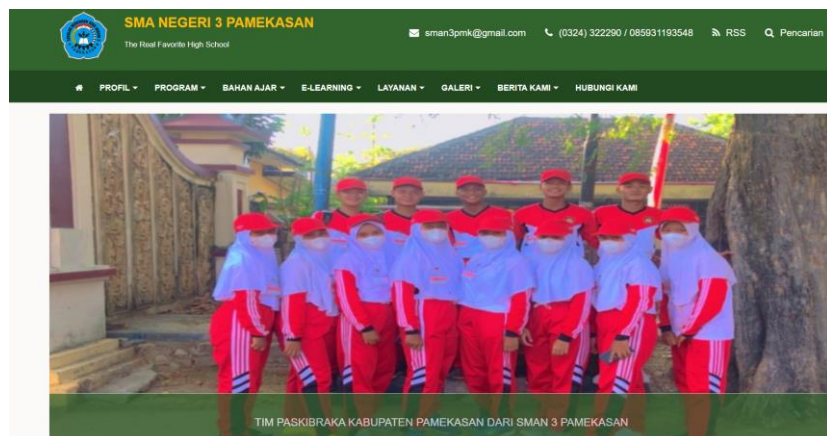 SMA NEGERI 3 PAMEKASAN
The Real Favorite High School
sman3pmk@gmail.com (0324) 322290 / 085931193548 RSS Pencarian
PROFIL PROGRAM BAHAN AJAR E-LEARNING LAYANAN GALERI BERITA KAMI HUBUNGI KAMI
TIM PASKIBRAKA KABUPATEN PAMEKASAN DARI SMAN 3 PAMEKASAN